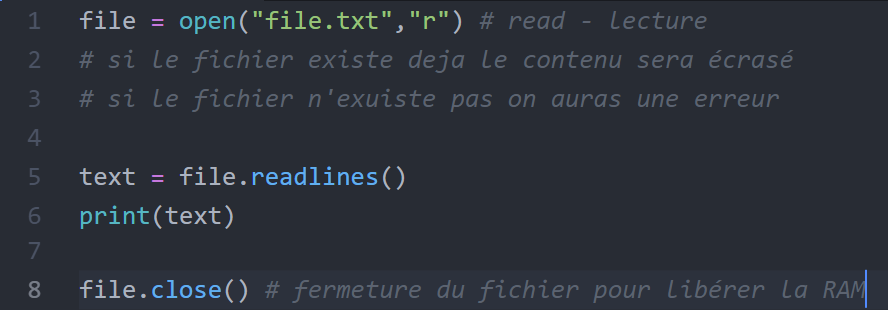 1 file = open("file.txt","r") # read - lecture
2 # si le fichier existe deja le contenu sera écrasé
3 # si le fichier n'exuiste pas on auras une erreur
4
5 text = file.readlines()
6 print(text)
7
8 file.close() # fermeture du fichier pour libérer la RAM